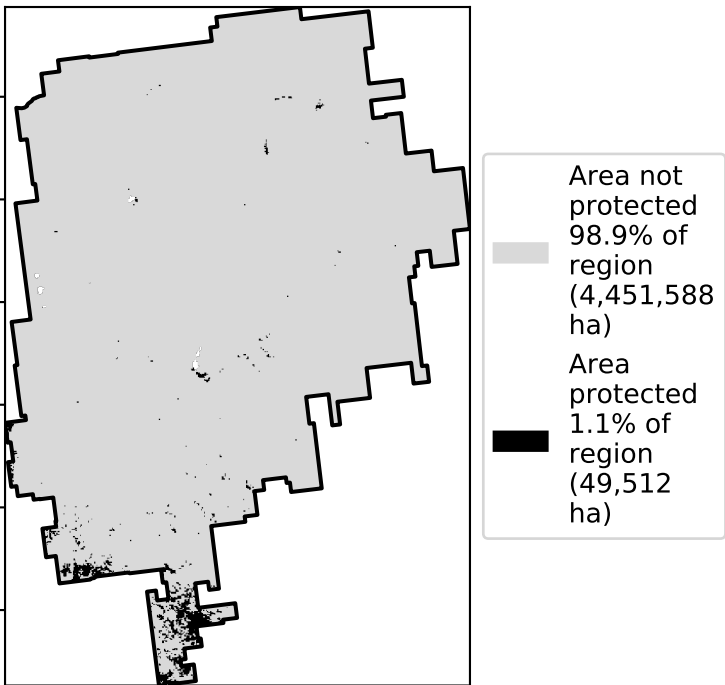 Area not
protected
98.9% of
region
(4,451,588
ha)
Area
protected
1.1% of
region
(49,512
ha)